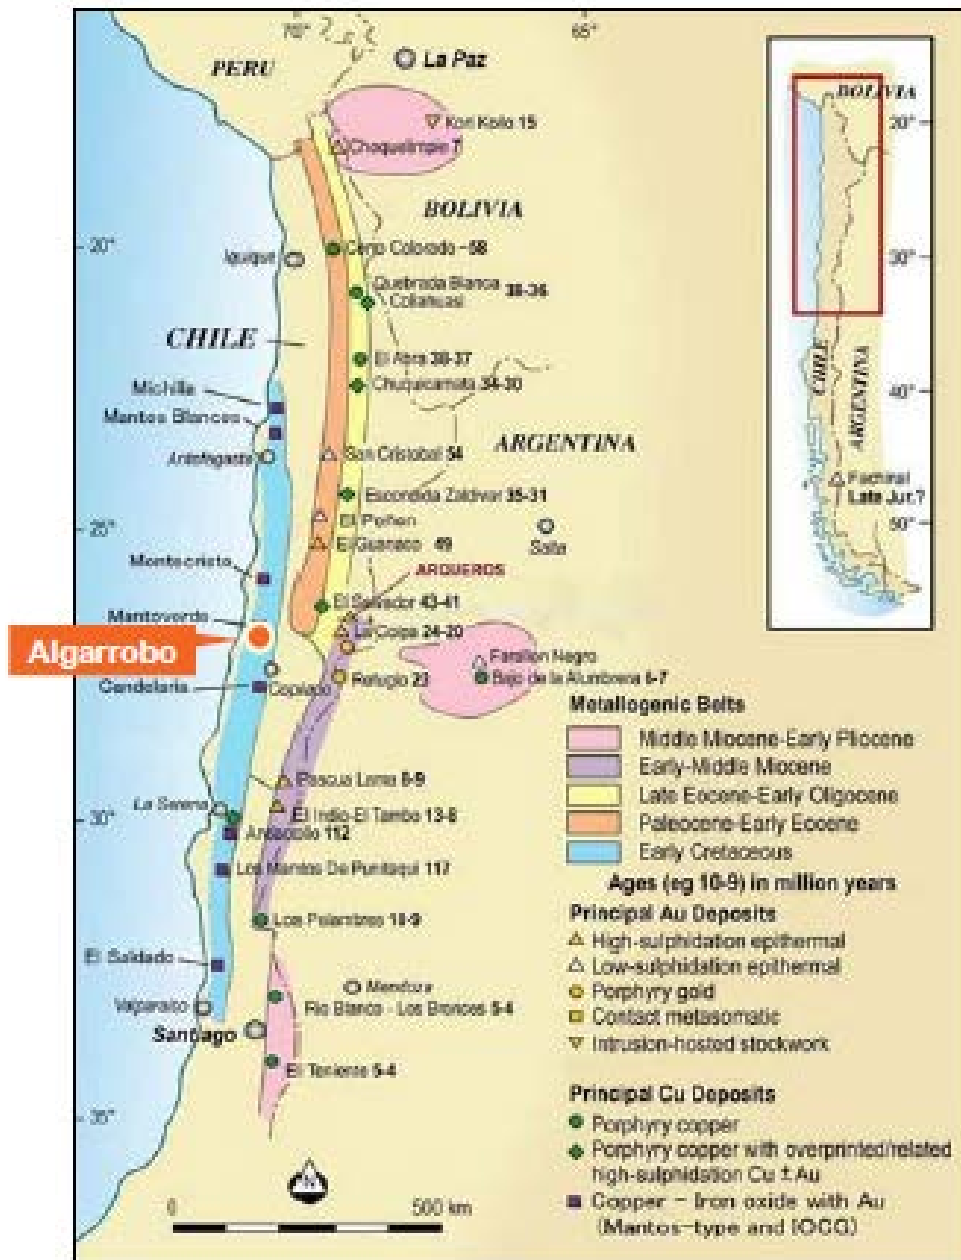 70°
65°
PERU
La Paz
Kori Kollo 15
Choquelimpie 7
BOLIVIA
20°
Cerro Colorado -58
Iquique
Quebrada Blanca 38-36
Collahuasi
CHILE
El Abra 38-37
Chuquicamata 34-30
Michilla
Mantos Blancos
ARGENTINA
Antofagasta
San Cristobal 54
Escondida Zaldivar 35-31
El Peñon
25°
Salta
El Guanaco 49
Montecristo
ARQUEROS
El Salvador 43-41
Mantoverde
La Coipa 24-20
Algarrobo
Farallon Negro
Candelaria
Copiapo
Refugio 23
Bajo de la Alumbrera 6-7
Pascua Lama 8-9
La Serena
El Indio-El Tambo 13-8
30°
Andacollo 112
Los Mantos De Punitaqui 117
Los Pelambres 10-9
El Soldado
Mendoza
Valparaiso
Rio Blanco - Los Bronces 5-4
Santiago
El Teniente 5-4
35°
N
0
500 km
BOLIVIA
20°
30°
CHILE
ARGENTINA
40°
Fachinal
Late Jur.?
50°
Metallogenic Belts
Middle Miocene-Early Pliocene
Early-Middle Miocene
Late Eocene-Early Oligocene
Paleocene-Early Eocene
Early Cretaceous
Ages (eg 10-9) in million years
Principal Au Deposits
High-sulphidation epithermal
Low-sulphidation epithermal
Porphyry gold
Contact metasomatic
Intrusion-hosted stockwork
Principal Cu Deposits
Porphyry copper
Porphyry copper with overprinted/related
high-sulphidation Cu ± Au
Copper - Iron oxide with Au
(Mantos-type and IOCG)